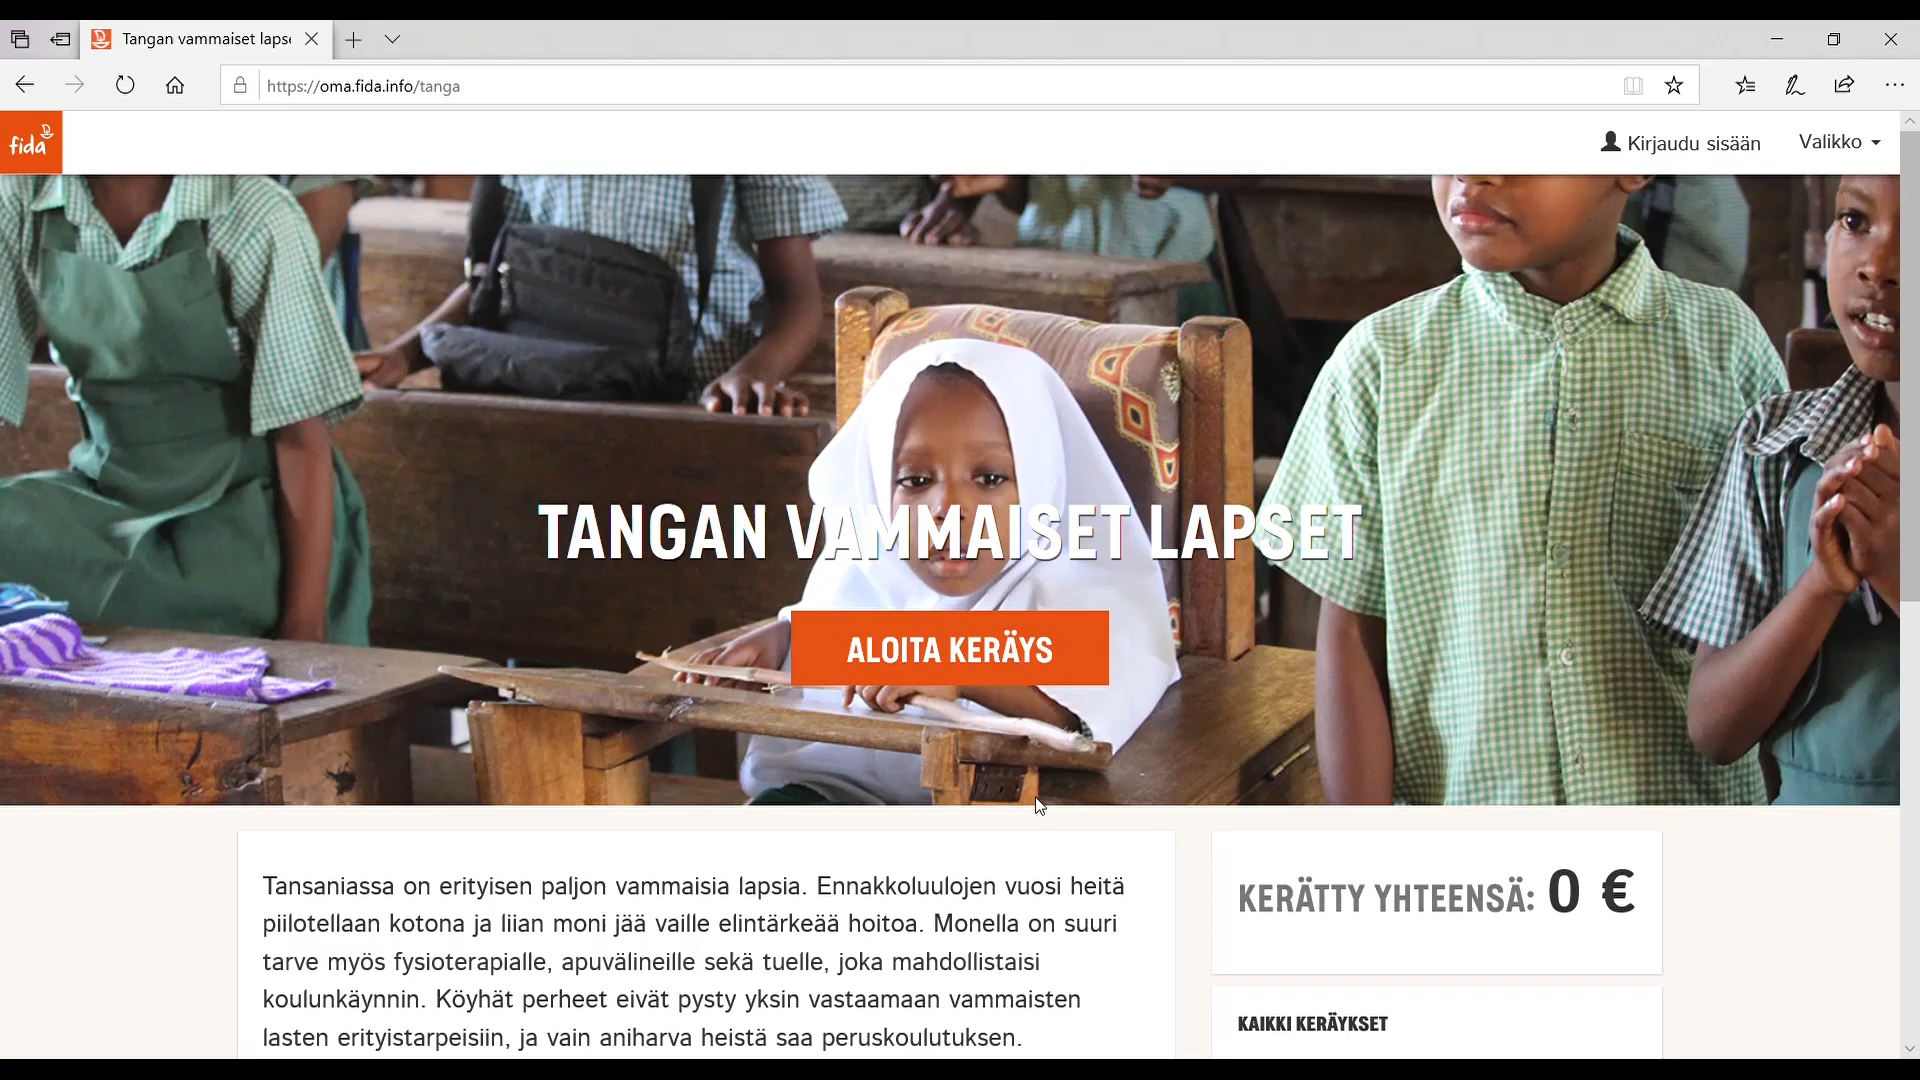 Tangan vammaiset laps
https://oma.fida.info/tanga
fida
Kirjaudu sisään
Valikko
TANGAN VAMMAISET LAPSET
ALOITA KERÄYS
Tansaniassa on erityisen paljon vammaisia lapsia. Ennakkoluulojen vuosi heitä
piilotellaan kotona ja liian moni jää vaille elintärkeää hoitoa. Monella on suuri
tarve myös fysioterapialle, apuvälineille sekä tuelle, joka mahdollistaisi
koulunkäynnin. Köyhät perheet eivät pysty yksin vastaamaan vammaisten
lasten erityistarpeisiin, ja vain aniharva heistä saa peruskoulutuksen.
KERÄTTY YHTEENSÄ: 0 €
KAIKKI KERÄYKSET